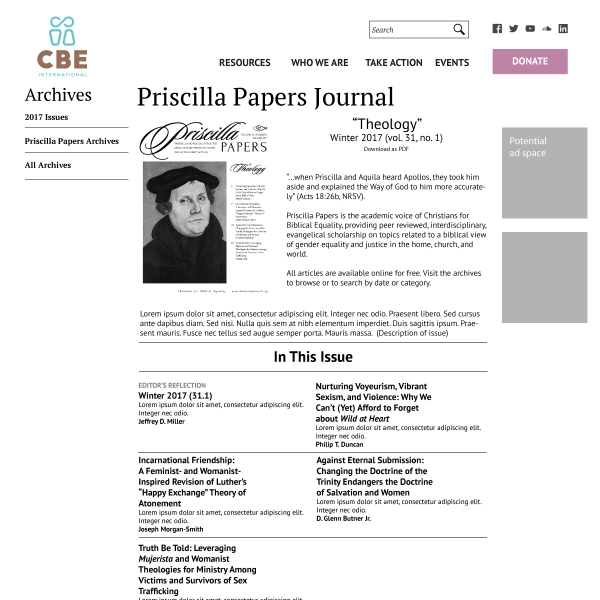 CBE
INTERNATIONAL
Search
RESOURCES WHO WE ARE TAKE ACTION EVENTS
DONATE
Archives
2017 Issues
Priscilla Papers Archives
All Archives
Priscilla Papers Journal
Priscilla
PAPERS
Theology
“Theology”
Winter 2017 (vol. 31, no. 1)
Download as PDF
“…when Priscilla and Aquila heard Apollos, they took him
aside and explained the Way of God to him more accurate-
ly” (Acts 18:26b, NRSV).
Priscilla Papers is the academic voice of Christians for
Biblical Equality, providing peer reviewed, interdisciplinary,
evangelical scholarship on topics related to a biblical view
of gender equality and justice in the home, church, and
world.
All articles are available online for free. Visit the archives
to browse or to search by date or category.
Potential
ad space
Lorem ipsum dolor sit amet, consectetur adipiscing elit. Integer nec odio. Praesent libero. Sed cursus
ante dapibus diam. Sed nisi. Nulla quis sem at nibh elementum imperdiet. Duis sagittis ipsum. Prae-
sent mauris. Fusce nec tellus sed augue semper porta. Mauris massa. (Description of issue)
In This Issue
EDITOR'S REFLECTION
Winter 2017 (31.1)
Lorem ipsum dolor sit amet, consectetur adipiscing elit.
Integer nec odio.
Jeffrey D. Miller
Nurturing Voyeurism, Vibrant
Sexism, and Violence: Why We
Can't (Yet) Afford to Forget
about Wild at Heart
Lorem ipsum dolor sit amet, consectetur adipiscing elit.
Integer nec odio.
Philip T. Duncan
Incarnational Friendship:
A Feminist- and Womanist-
Inspired Revision of Luther's
“Happy Exchange” Theory of
Atonement
Lorem ipsum dolor sit amet, consectetur adipiscing elit.
Integer nec odio.
Joseph Morgan-Smith
Against Eternal Submission:
Changing the Doctrine of the
Trinity Endangers the Doctrine
of Salvation and Women
Lorem ipsum dolor sit amet, consectetur adipiscing elit.
Integer nec odio.
D. Glenn Butner Jr.
Truth Be Told: Leveraging
Mujerista and Womanist
Theologies for Ministry Among
Victims and Survivors of Sex
Trafficking
Lorem ipsum dolor sit amet, consectetur adipiscing elit.